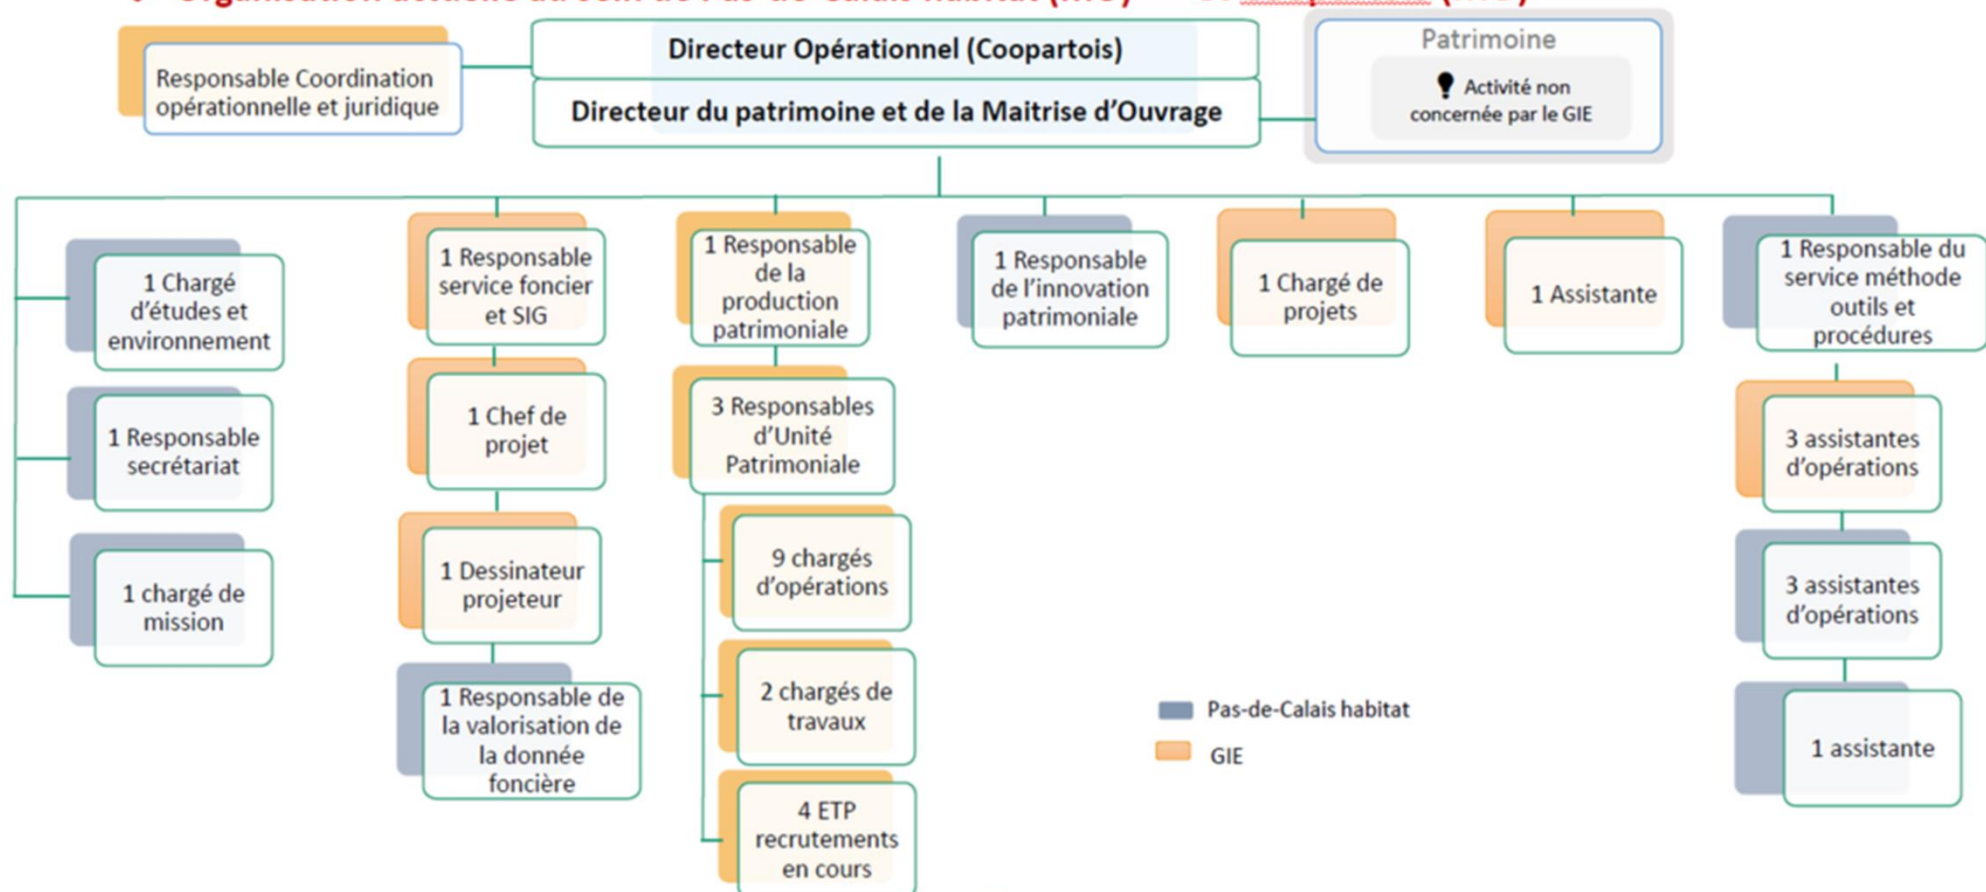 Directeur Opérationnel (Coopartois)
Directeur du patrimoine et de la Maitrise d’Ouvrage
Responsable Coordination
opérationnelle et juridique
Patrimoine
Activité non
concernée par le GIE
1 Chargé
d’études et
environnement
1 Responsable
secrétariat
1 chargé de
mission
1 Responsable
service foncier
et SIG
1 Chef de
projet
1 Dessinateur
projeteur
1 Responsable de
la valorisation de
la donnée
foncière
1 Responsable
de la
production
patrimoniale
3 Responsables
d’Unité
Patrimoniale
9 chargés
d’opérations
2 chargés de
travaux
4 ETP
recrutements
en cours
1 Responsable
de l’innovation
patrimoniale
1 Chargé de
projets
1 Assistante
1 Responsable du
service méthode
outils et
procédures
3 assistantes
d’opérations
3 assistantes
d’opérations
1 assistante
Pas-de-Calais habitat
GIE